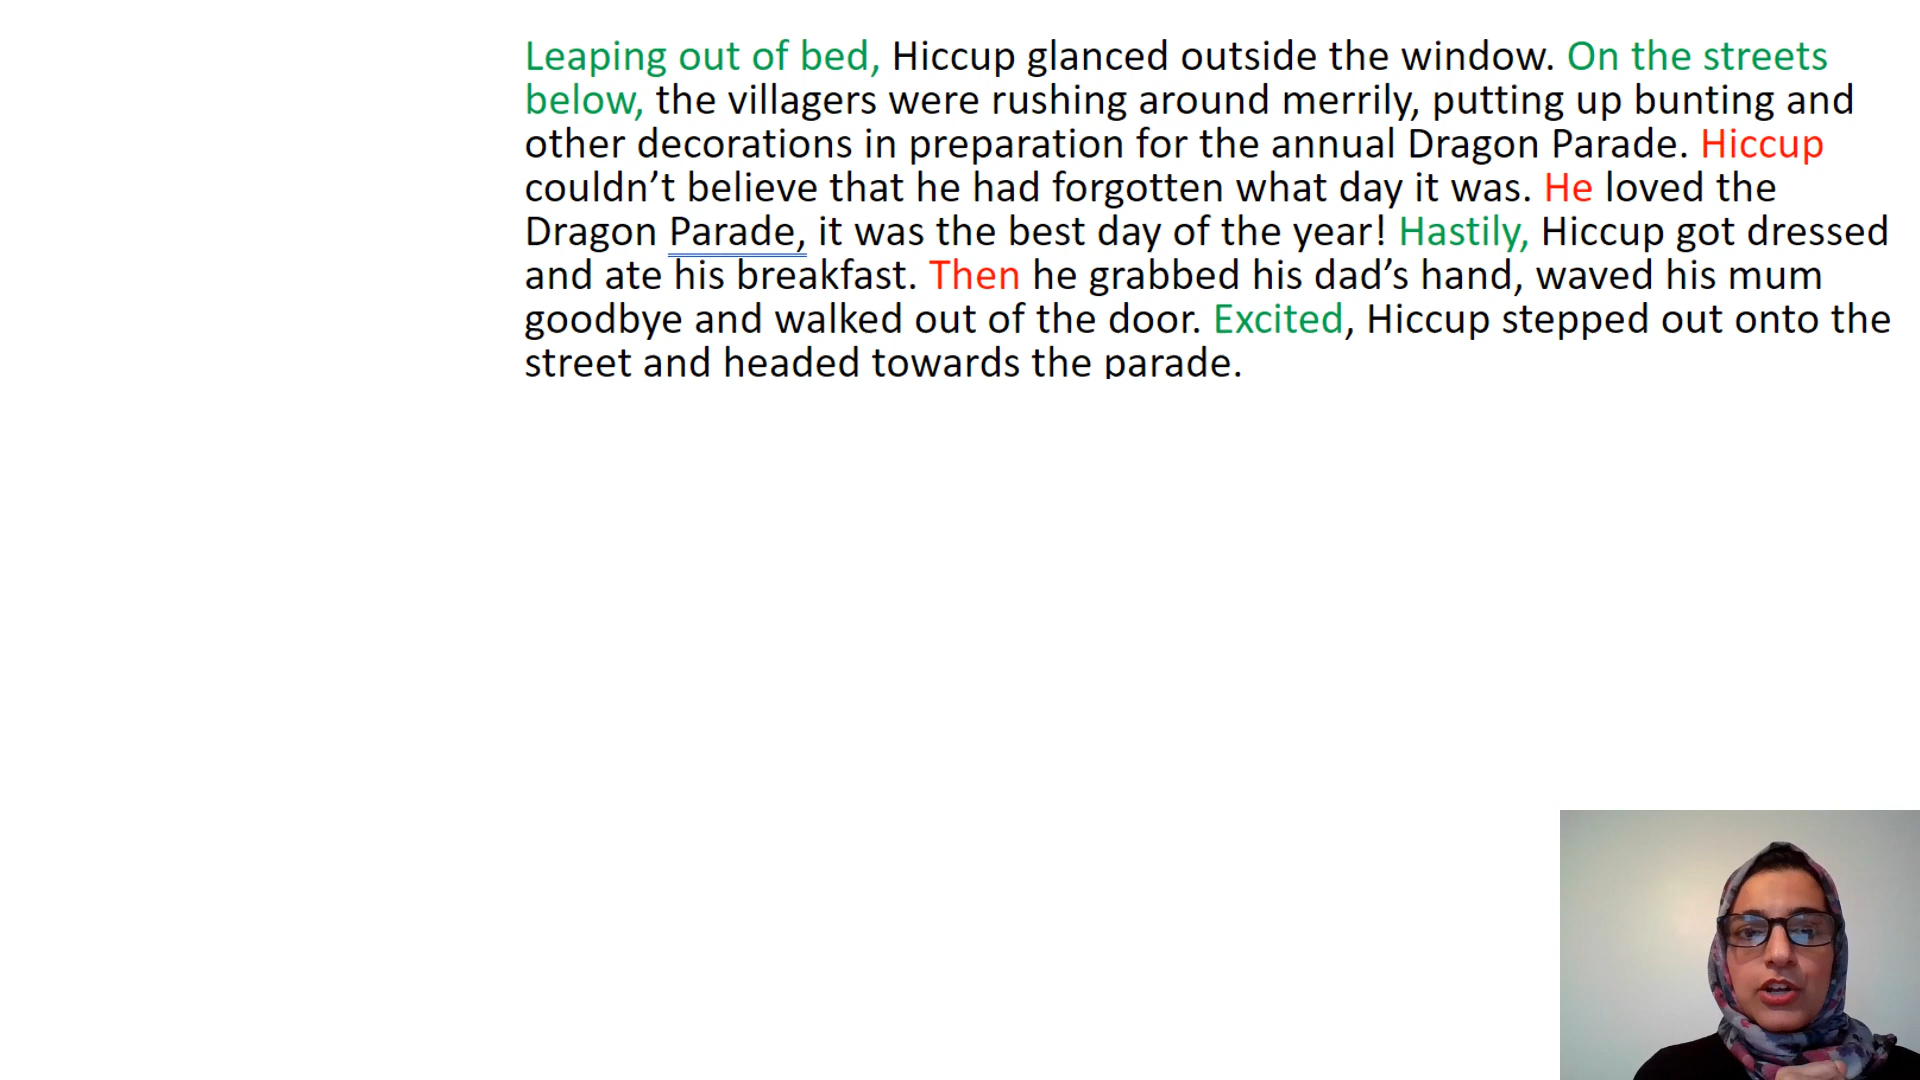 Leaping out of bed, Hiccup glanced outside the window. On the streets
below, the villagers were rushing around merrily, putting up bunting and
other decorations in preparation for the annual Dragon Parade. Hiccup
couldn’t believe that he had forgotten what day it was. He loved the
Dragon Parade, it was the best day of the year! Hastily, Hiccup got dressed
and ate his breakfast. Then he grabbed his dad’s hand, waved his mum
goodbye and walked out of the door. Excited, Hiccup stepped out onto the
street and headed towards the parade.